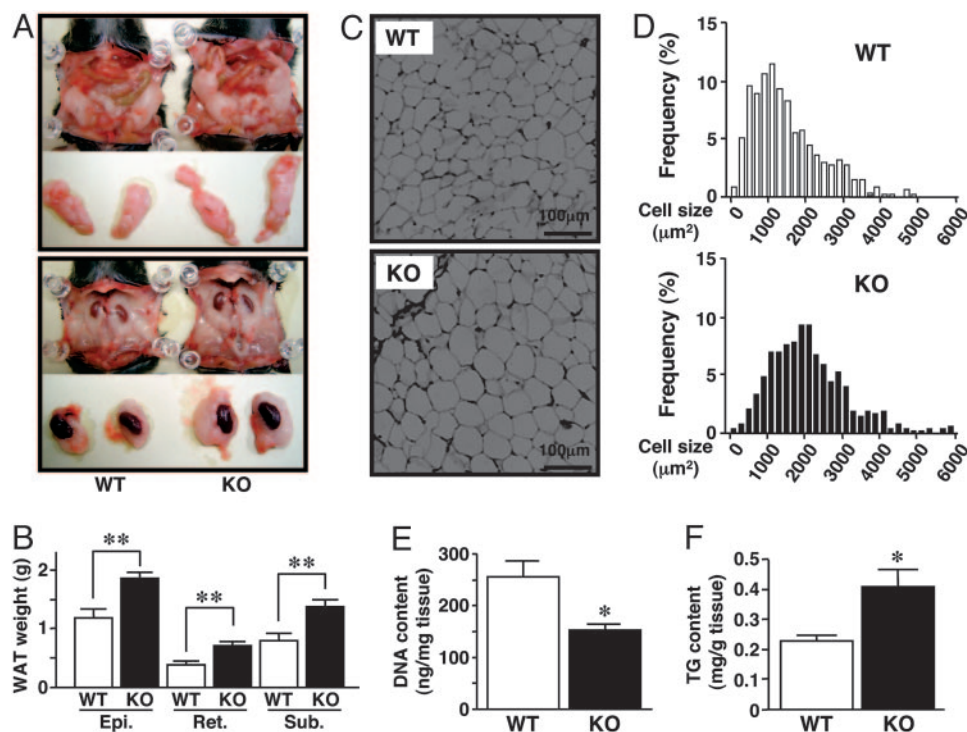 A
WT KO
B
WAT weight (g)
2
1
0
** ** **
WT KO WT KO WT KO
Epi. Ret. Sub.
C
WT
100μm
KO
100μm
D
WT
Frequency (%)
15
10
5
0
Cell size
(μm²)
0 1000 2000 3000 4000 5000 6000
KO
Frequency (%)
15
10
5
0
Cell size
(μm²)
0 1000 2000 3000 4000 5000 6000
E
DNA content
(ng/mg tissue)
300
250
150
100
50
0
*
WT KO
F
TG content
(mg/g tissue)
0.5
0.4
0.3
0.2
0.1
0
*
WT KO